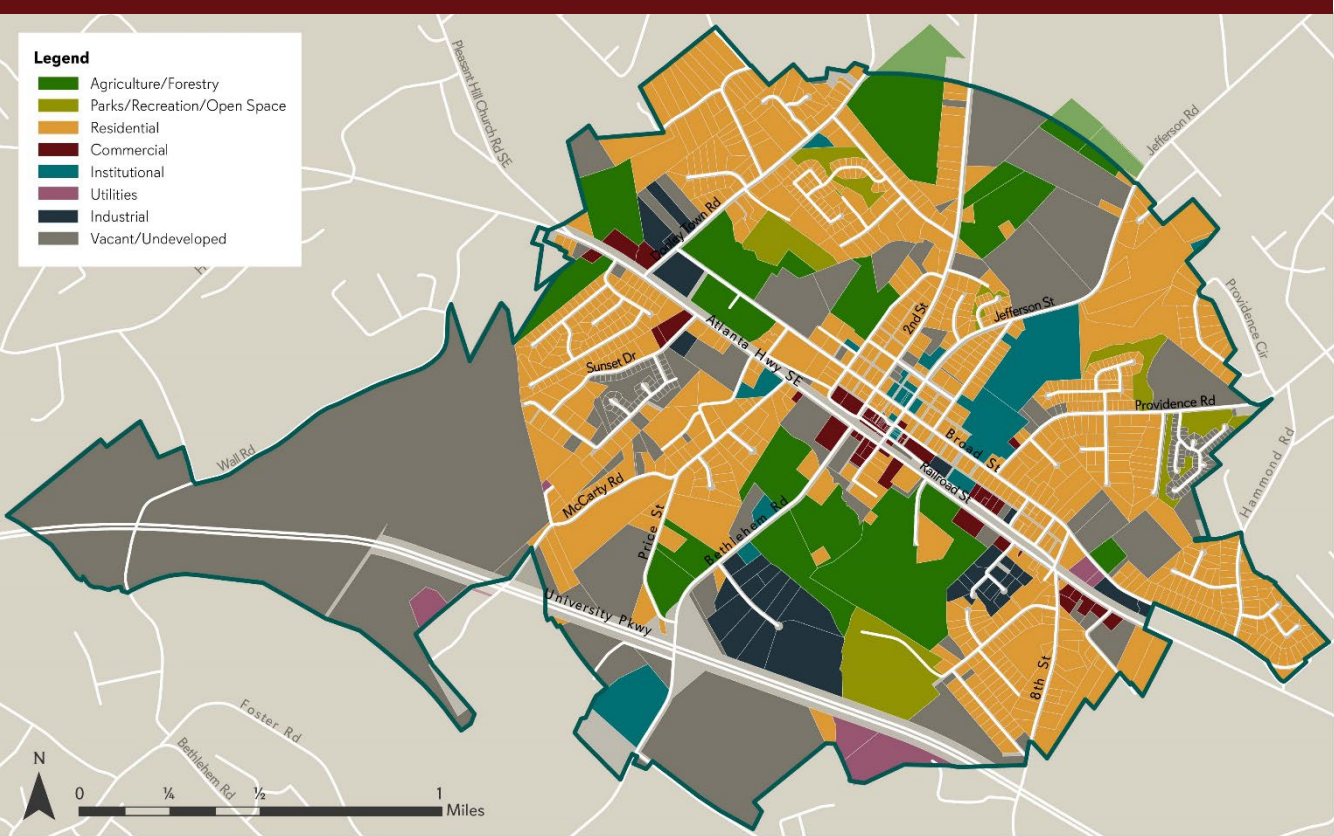 Legend
Agriculture/Forestry
Parks/Recreation/Open Space
Residential
Commercial
Institutional
Utilities
Industrial
Vacant/Undeveloped
Pleasant Hill Church Rd SE
Jefferson Rd
Atlanta Hwy SE
2nd St
Jefferson St
Providence Cir
Sunset Dr
Providence Rd
Broad St
Railroad St
Hammond Rd
Wall Rd
McCarty Rd
Price St
Bethlehem Rd
University Pkwy
8th St
Foster Rd
Bethlehem Rd
N
0
¼
½
1
Miles